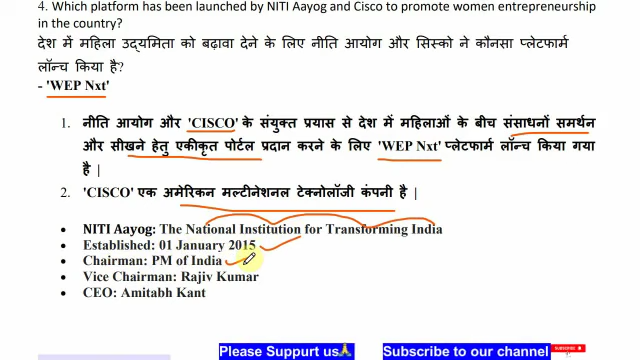 4. Which platform has been launched by NITI Aayog and Cisco to promote women entrepreneurship
in the country?
देश में महिला उद्यमिता को बढ़ावा देने के लिए नीति आयोग और सिस्को ने कौनसा प्लेटफार्म
लॉन्च किया है?
- 'WEP Nxt'
1. नीति आयोग और 'CISCO' के संयुक्त प्रयास से देश में महिलाओं के बीच संसाधनों समर्थन
और सीखने हेतु एकीकृत पोर्टल प्रदान करने के लिए 'WEP Nxt' प्लेटफार्म लॉन्च किया गया
है |
2. 'CISCO' एक अमेरिकन मल्टीनेशनल टेक्नोलॉजी कंपनी है |
• NITI Aayog: The National Institution for Transforming India
• Established: 01 January 2015
• Chairman: PM of India
• Vice Chairman: Rajiv Kumar
• CEO: Amitabh Kant
Please Suppurt us🙏 Subscribe to our channel